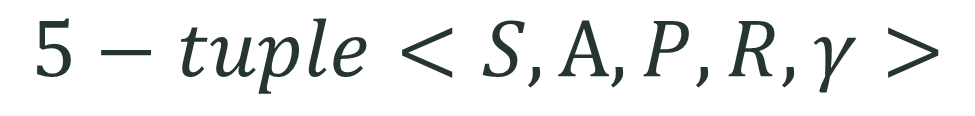 5 − tuple < S, A, P, R, γ >